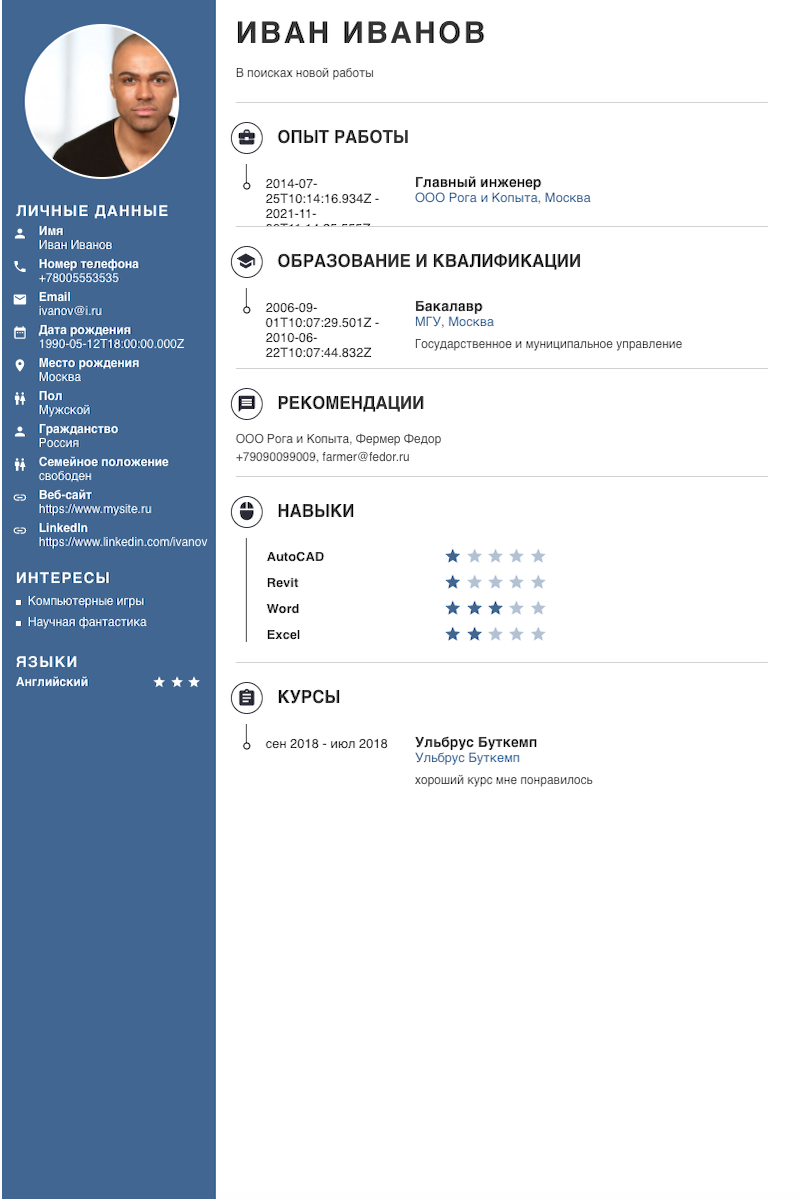 ИВАН ИВАНОВ
В поисках новой работы
ЛИЧНЫЕ ДАННЫЕ
Имя
Иван Иванов
Номер телефона
+78005553535
Email
ivanov@i.ru
Дата рождения
1990-05-12T18:00:00.000Z
Место рождения
Москва
Пол
Мужской
Гражданство
Россия
Семейное положение
свободен
Веб-сайт
https://www.mysite.ru
LinkedIn
https://www.linkedin.com/ivanov
ИНТЕРЕСЫ
Компьютерные игры
Научная фантастика
ЯЗЫКИ
Английский
ОПЫТ РАБОТЫ
2014-07-
25T10:14:16.934Z -
2021-11-
Главный инженер
ООО Рога и Копыта, Москва
ОБРАЗОВАНИЕ И КВАЛИФИКАЦИИ
2006-09-
01T10:07:29.501Z -
2010-06-
22T10:07:44.832Z
Бакалавр
МГУ, Москва
Государственное и муниципальное управление
РЕКОМЕНДАЦИИ
ООО Рога и Копыта, Фермер Федор
+79090099009, farmer@fedor.ru
НАВЫКИ
AutoCAD
Revit
Word
Excel
КУРСЫ
сен 2018 - июл 2018
Ульбрус Буткемп
Ульбрус Буткемп
хороший курс мне понравилось